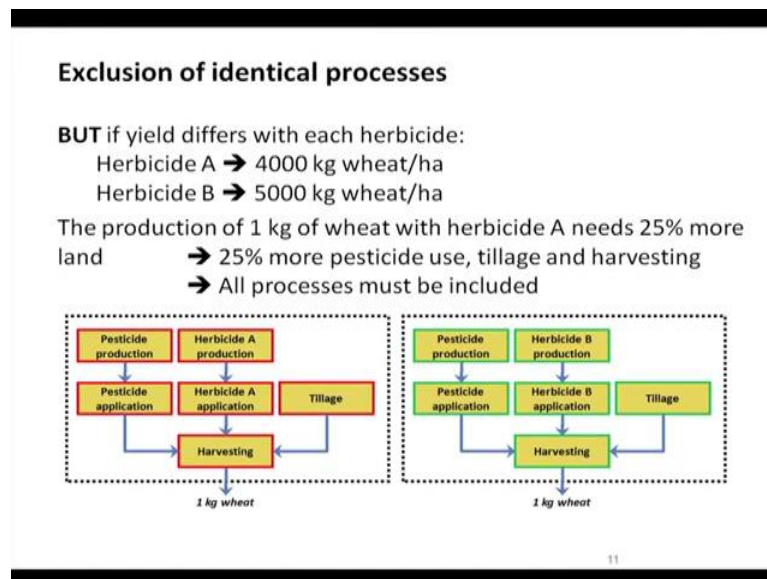 Exclusion of identical processes
BUT if yield differs with each herbicide:
Herbicide A ➔ 4000 kg wheat/ha
Herbicide B ➔ 5000 kg wheat/ha
The production of 1 kg of wheat with herbicide A needs 25% more
land ➔ 25% more pesticide use, tillage and harvesting
➔ All processes must be included
Pesticide
production
Herbicide A
production
Pesticide
application
Herbicide A
application
Tillage
Harvesting
1 kg wheat
Pesticide
production
Herbicide B
production
Pesticide
application
Herbicide B
application
Tillage
Harvesting
1 kg wheat
11